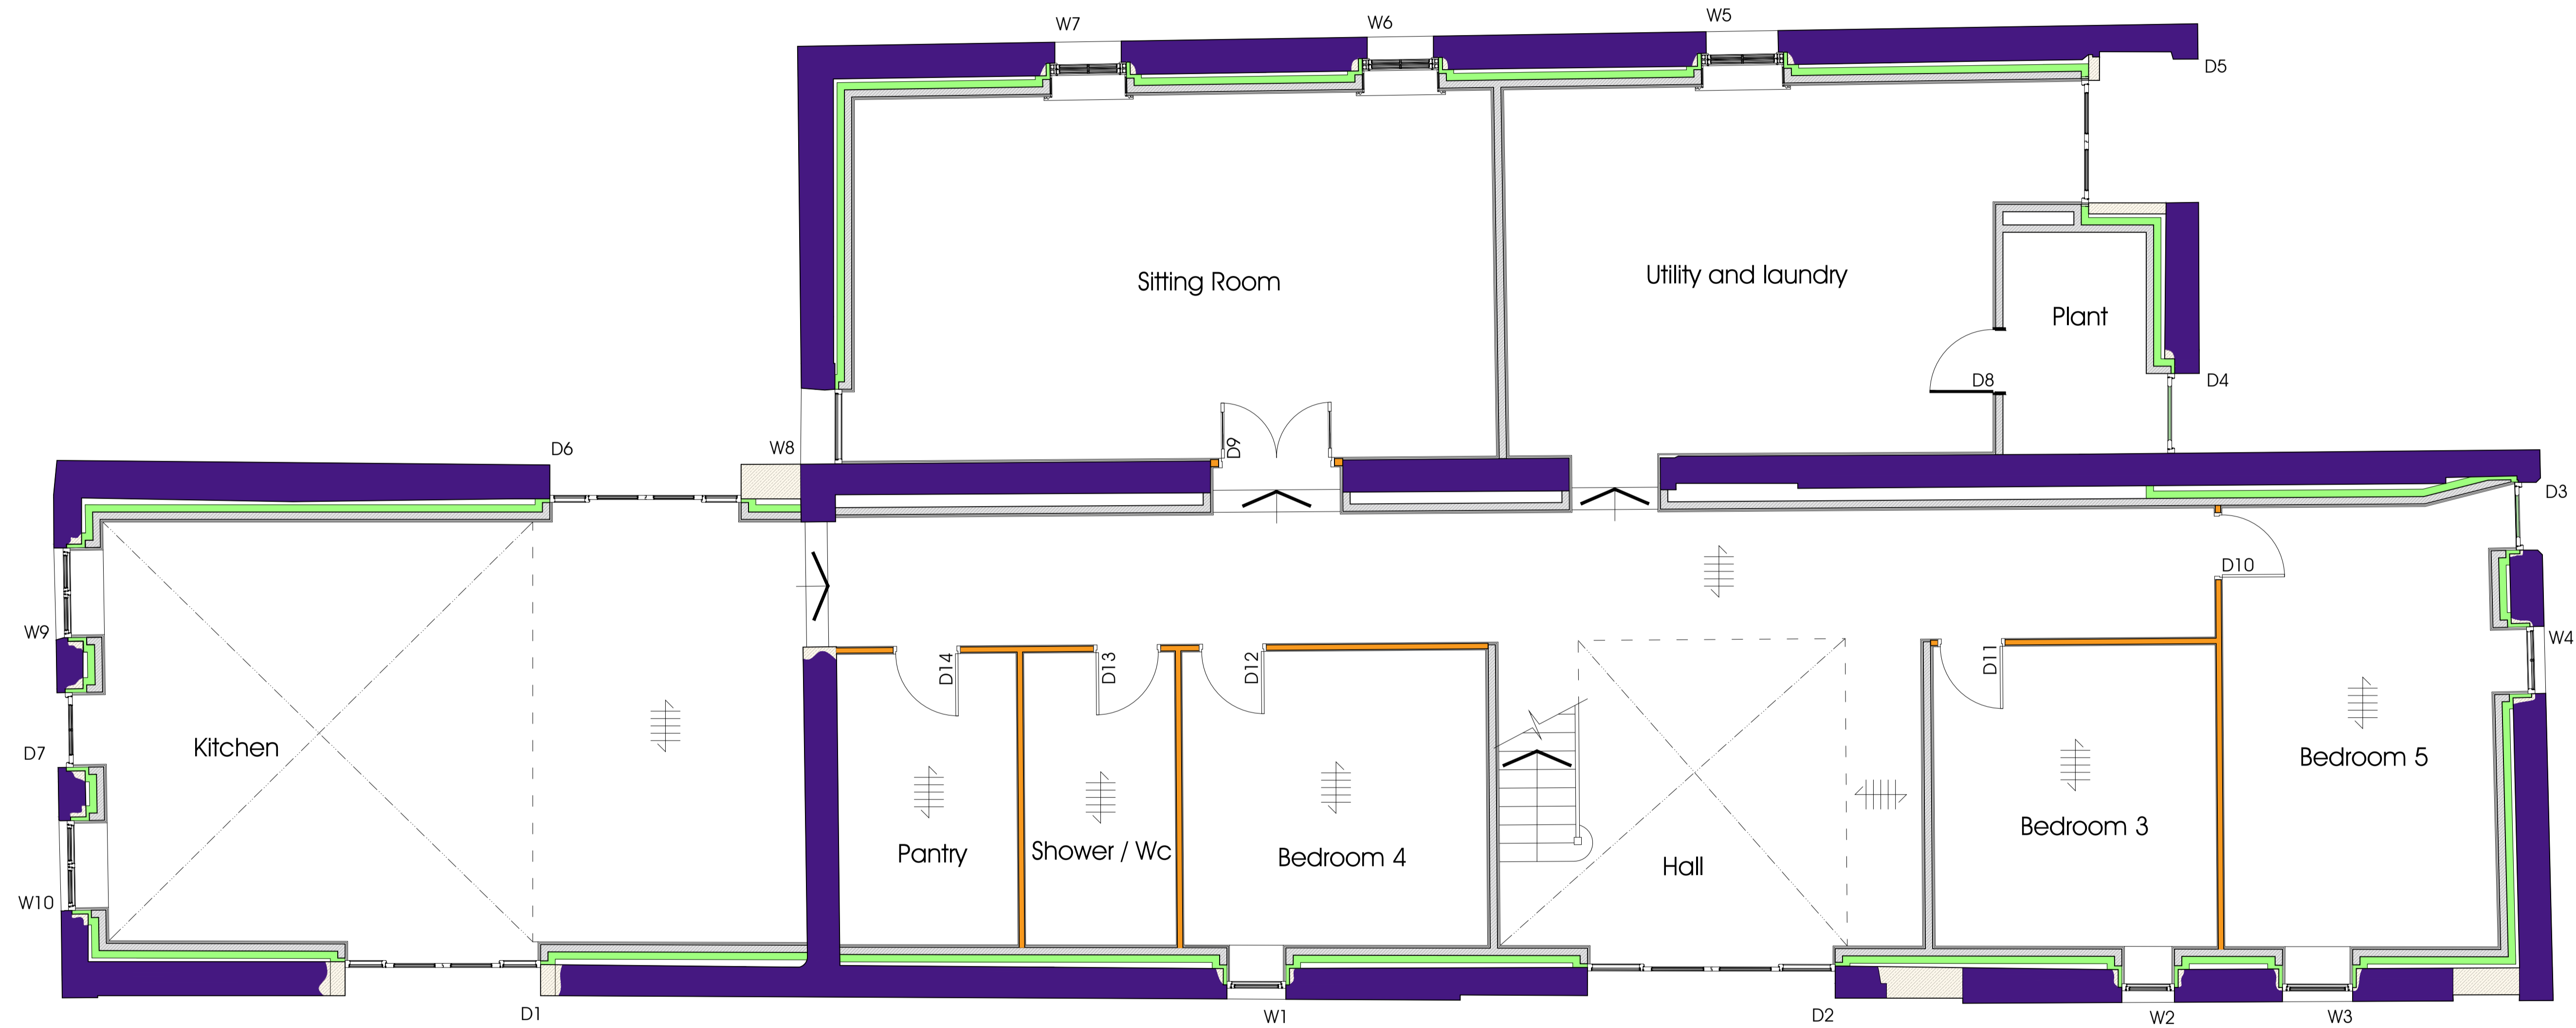 W7
W6
W5
D5
Sitting Room
Utility and laundry
Plant
D8
D4
D6
W8
D9
D3
D10
W9
W4
D14
D13
D12
D11
D7
Kitchen
Bedroom 5
Bedroom 3
Pantry
Shower / Wc
Bedroom 4
Hall
W10
D1
W1
D2
W2
W3